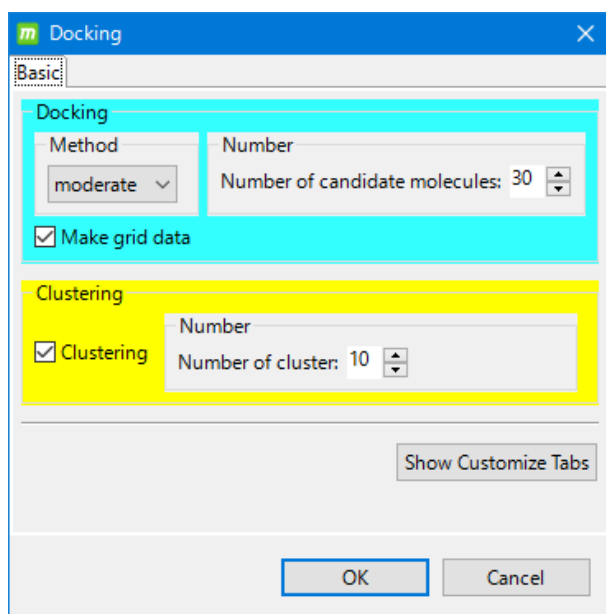 m Docking
Basic
Docking
Method
moderate
Number
Number of candidate molecules: 30
Make grid data
Clustering
Clustering
Number
Number of cluster: 10
Show Customize Tabs
OK
Cancel